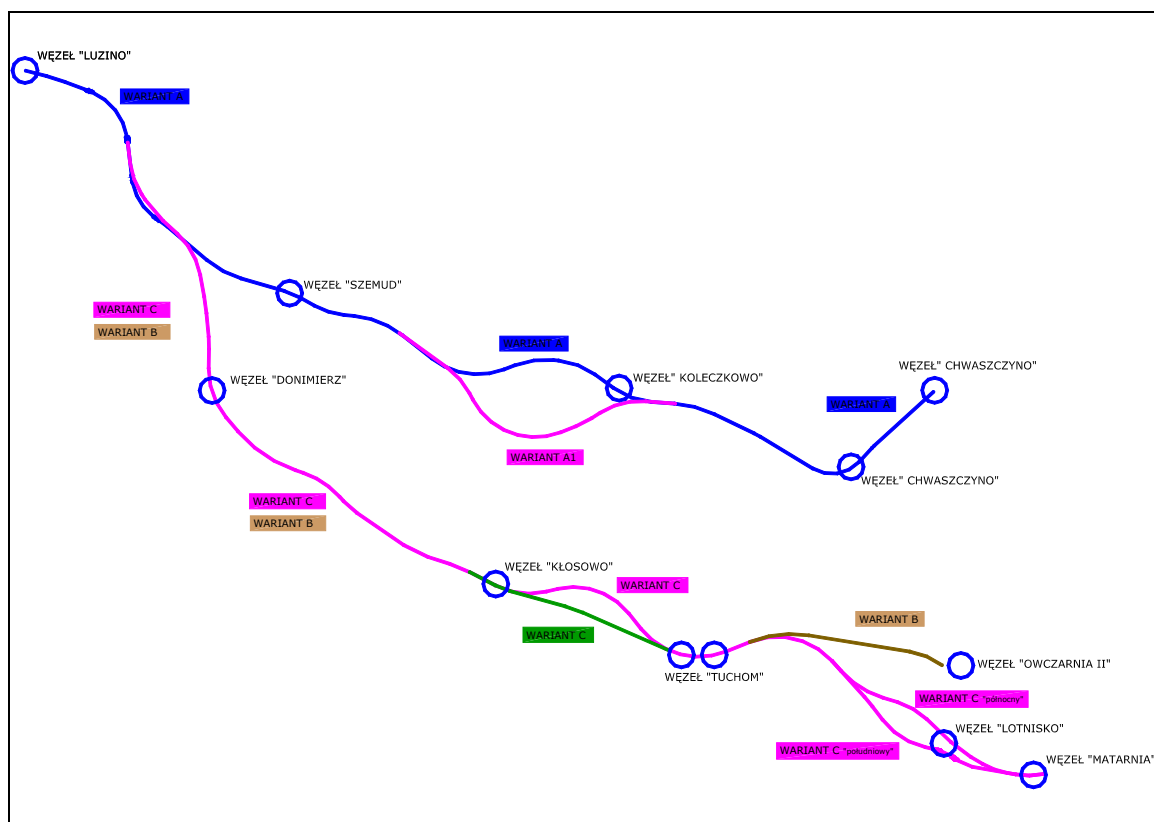 WĘZEŁ "LUZINO"
WARIANT A
WĘZEŁ "SZEMUD"
WARIANT C
WARIANT B
WARIANT A
WĘZEŁ" CHWASZCZYNO"
WĘZEŁ "DONIMIERZ"
WĘZEŁ" KOLECZKOWO"
WARIANT A
WARIANT A1
WĘZEŁ" CHWASZCZYNO"
WARIANT C
WARIANT B
WĘZEŁ "KŁOSOWO"
WARIANT C
WARIANT B
WARIANT C
WĘZEŁ "OWCZARNIA II"
WĘZEŁ "TUCHOM"
WARIANT C "północny"
WĘZEŁ "LOTNISKO"
WARIANT C "południowy"
WĘZEŁ "MATARNIA"